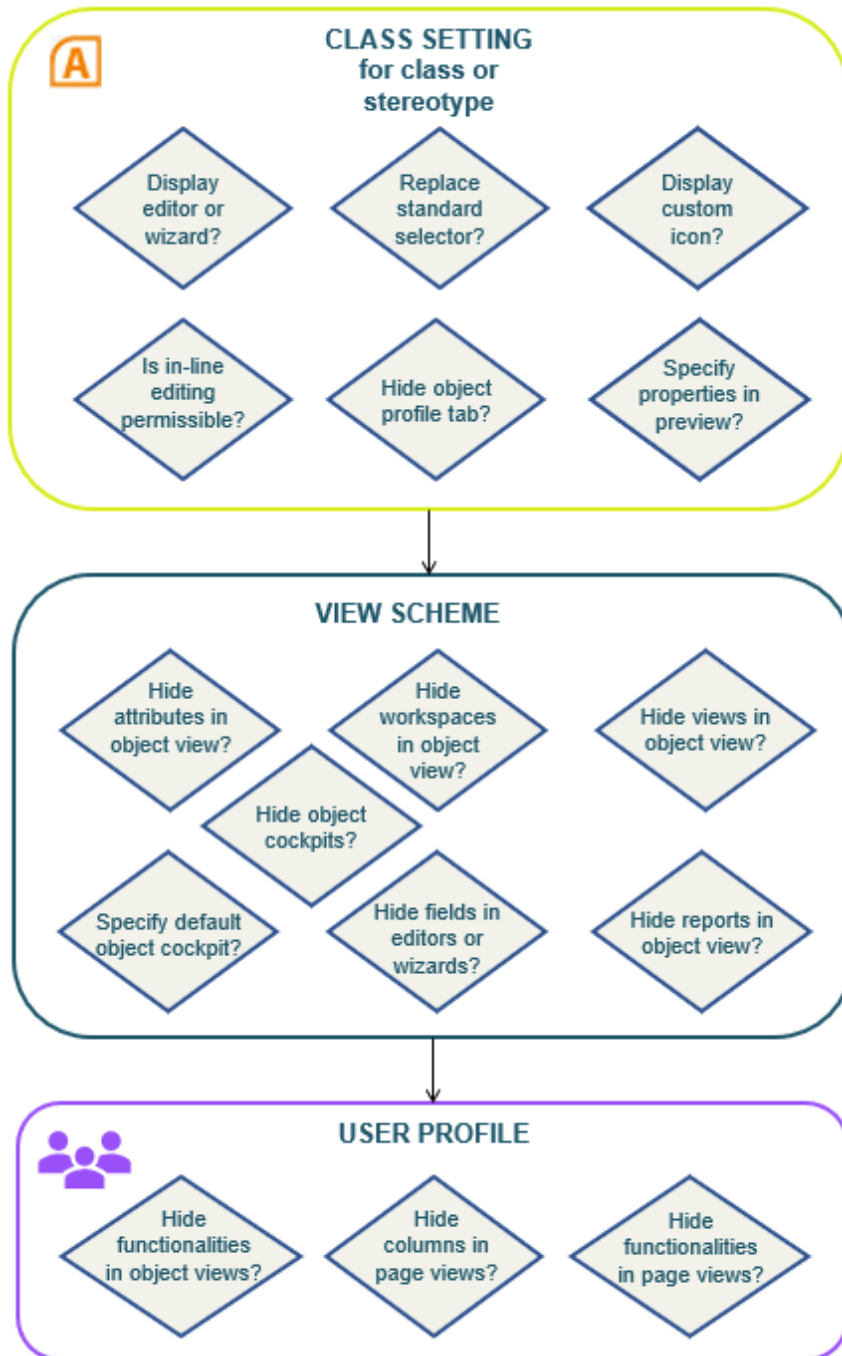 A
CLASS SETTING
for class or
stereotype
Display
editor or
wizard?
Replace
standard
selector?
Display
custom
icon?
Is in-line
editing
permissible?
Hide object
profile tab?
Specify
properties in
preview?
VIEW SCHEME
Hide
attributes in
object view?
Hide
workspaces
in object
view?
Hide views in
object view?
Hide object
cockpits?
Specify default
object cockpit?
Hide fields in
editors or
wizards?
Hide reports in
object view?
USER PROFILE
Hide
functionalities
in object views?
Hide
columns in
page views?
Hide
functionalities
in page views?